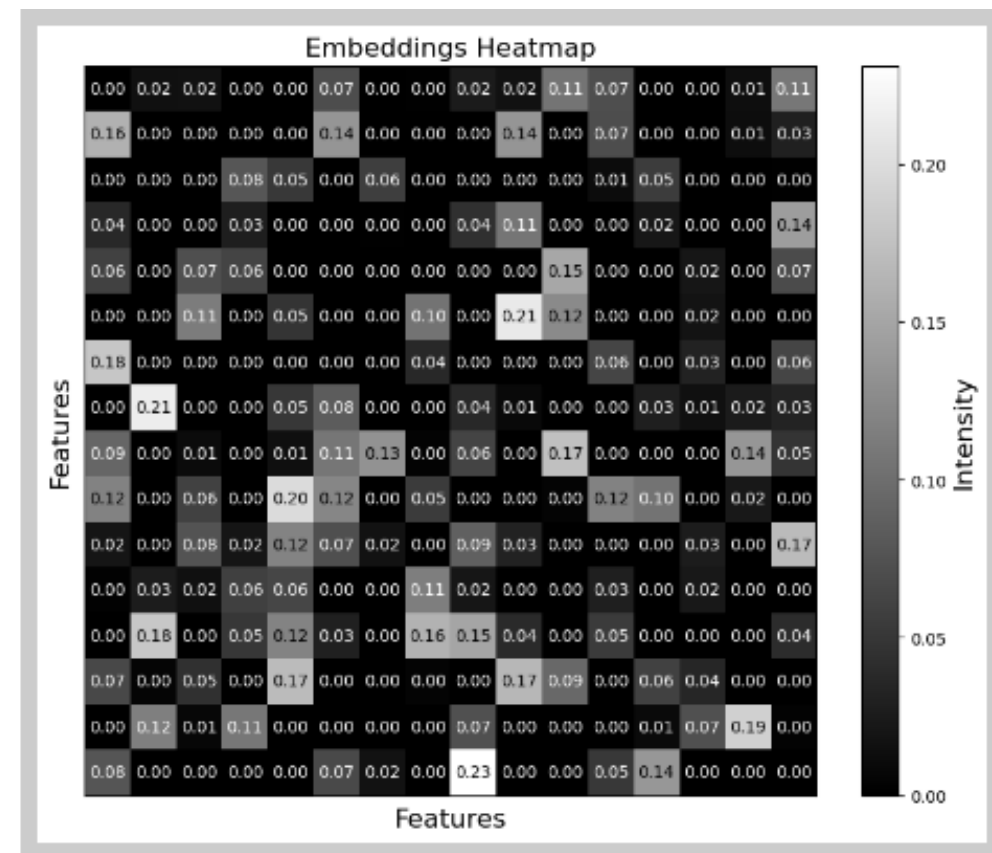 Embeddings Heatmap
0.00 0.02 0.02 0.00 0.00 0.07 0.00 0.00 0.02 0.02 0.11 0.07 0.00 0.00 0.01 0.11
0.16 0.00 0.00 0.00 0.00 0.14 0.00 0.00 0.00 0.14 0.00 0.07 0.00 0.00 0.01 0.03
0.00 0.00 0.00 0.08 0.05 0.00 0.06 0.00 0.00 0.00 0.00 0.01 0.05 0.00 0.00 0.00
0.04 0.00 0.00 0.03 0.00 0.00 0.00 0.00 0.04 0.11 0.00 0.00 0.02 0.00 0.00 0.14
0.06 0.00 0.07 0.06 0.00 0.00 0.00 0.00 0.00 0.00 0.15 0.00 0.00 0.02 0.00 0.07
0.00 0.00 0.11 0.00 0.05 0.00 0.00 0.10 0.00 0.21 0.12 0.00 0.00 0.02 0.00 0.00
0.18 0.00 0.00 0.00 0.00 0.00 0.00 0.04 0.00 0.00 0.00 0.06 0.00 0.03 0.00 0.06
0.00 0.21 0.00 0.00 0.05 0.08 0.00 0.00 0.04 0.01 0.00 0.00 0.03 0.01 0.02 0.03
0.09 0.00 0.01 0.00 0.01 0.11 0.13 0.00 0.06 0.00 0.17 0.00 0.00 0.00 0.14 0.05
0.12 0.00 0.06 0.00 0.20 0.12 0.00 0.05 0.00 0.00 0.00 0.12 0.10 0.00 0.02 0.00
0.02 0.00 0.08 0.02 0.12 0.07 0.02 0.00 0.09 0.03 0.00 0.00 0.00 0.03 0.00 0.17
0.00 0.03 0.02 0.06 0.06 0.00 0.00 0.11 0.02 0.00 0.00 0.03 0.00 0.02 0.00 0.00
0.00 0.18 0.00 0.05 0.12 0.03 0.00 0.16 0.15 0.04 0.00 0.05 0.00 0.00 0.00 0.04
0.07 0.00 0.05 0.00 0.17 0.00 0.00 0.00 0.00 0.17 0.09 0.00 0.06 0.04 0.00 0.00
0.00 0.12 0.01 0.11 0.00 0.00 0.00 0.00 0.07 0.00 0.00 0.00 0.01 0.07 0.19 0.00
0.08 0.00 0.00 0.00 0.00 0.07 0.02 0.00 0.23 0.00 0.00 0.05 0.14 0.00 0.00 0.00
Features
Features
0.20
0.15
0.10
0.05
0.00
Intensity